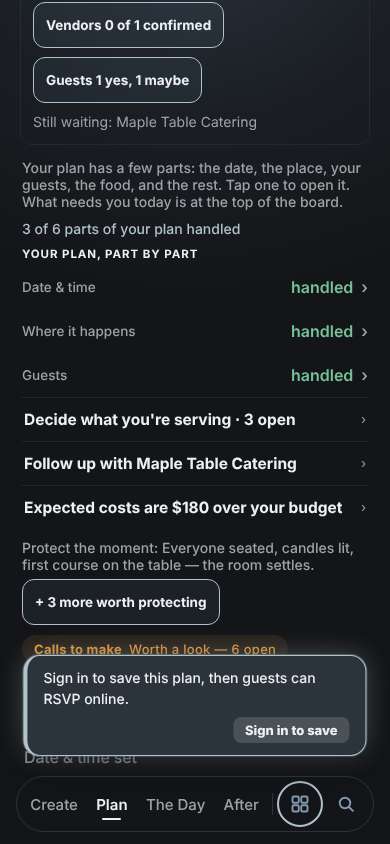 Vendors 0 of 1 confirmed
Guests 1 yes, 1 maybe
Still waiting: Maple Table Catering
Your plan has a few parts: the date, the place, your
guests, the food, and the rest. Tap one to open it.
What needs you today is at the top of the board.
3 of 6 parts of your plan handled
YOUR PLAN, PART BY PART
Date & time handled ›
Where it happens handled ›
Guests handled ›
Decide what you're serving · 3 open ›
Follow up with Maple Table Catering ›
Expected costs are $180 over your budget ›
Protect the moment: Everyone seated, candles lit,
first course on the table — the room settles.
+ 3 more worth protecting
Calls to make Worth a look — 6 open
Sign in to save this plan, then guests can
RSVP online.
Sign in to save
Date & time set
Create Plan The Day After